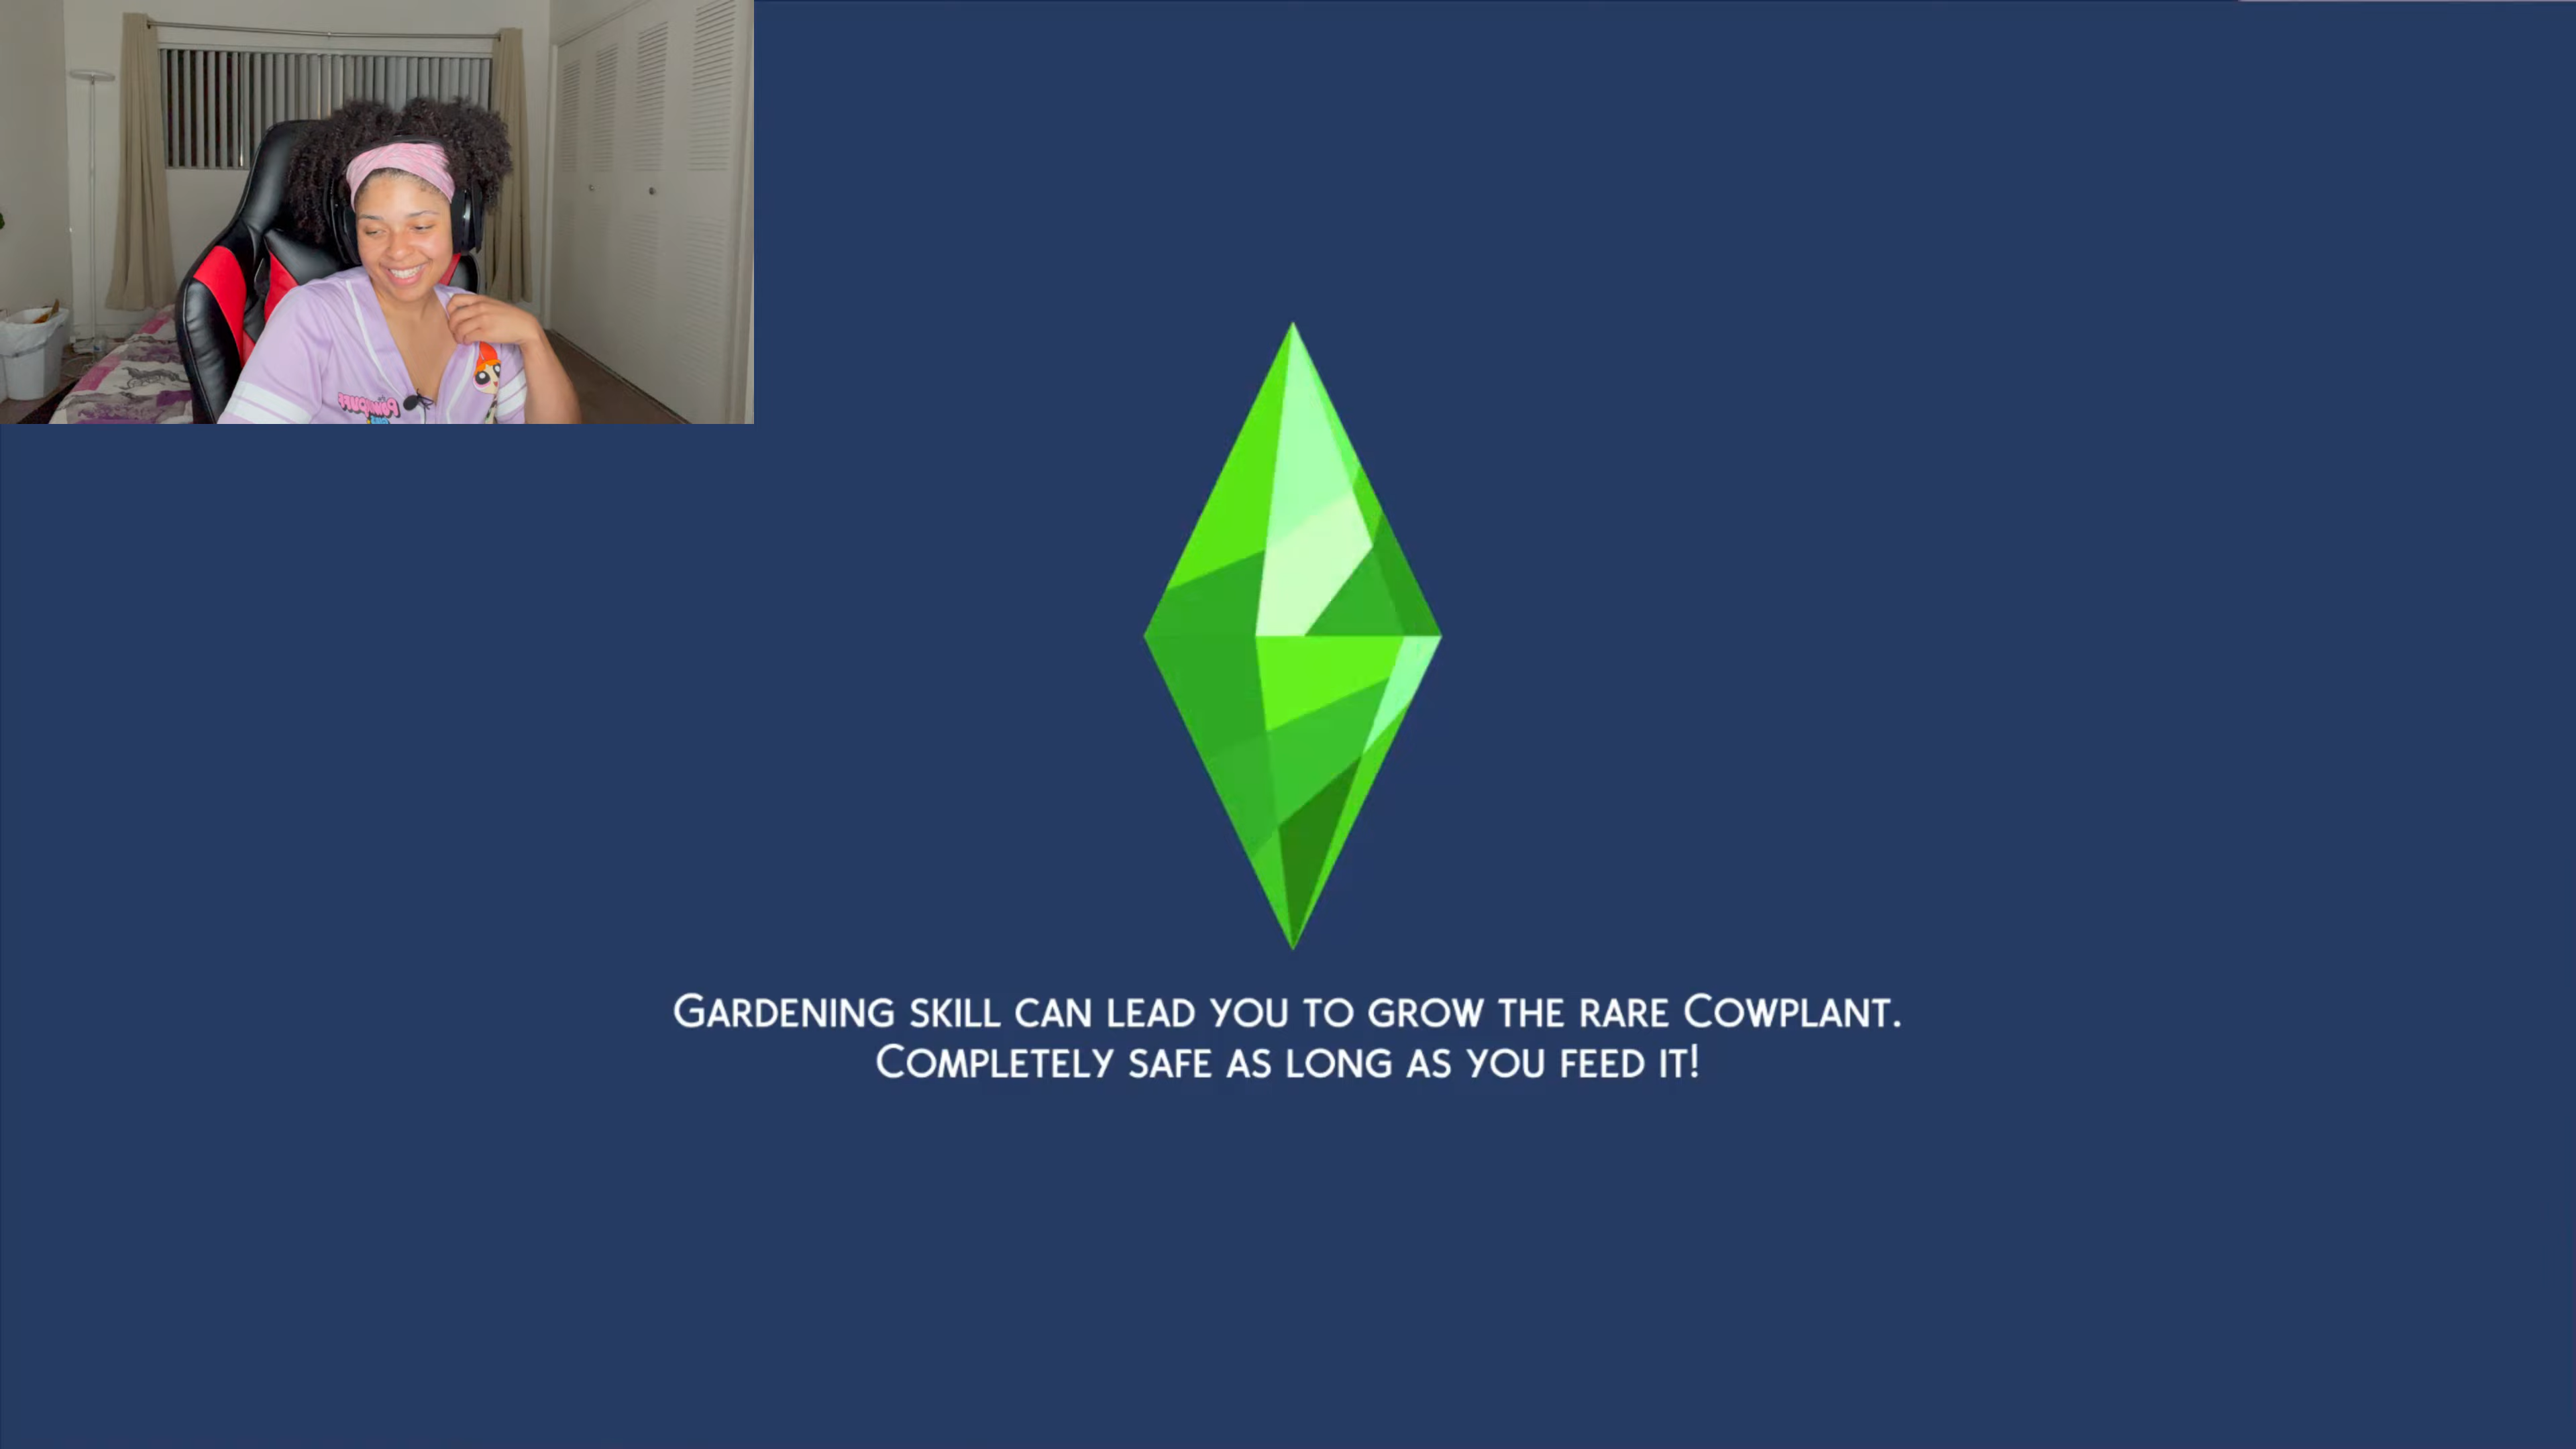 Gardening skill can lead you to grow the rare Cowplant.
Completely safe as long as you feed it!